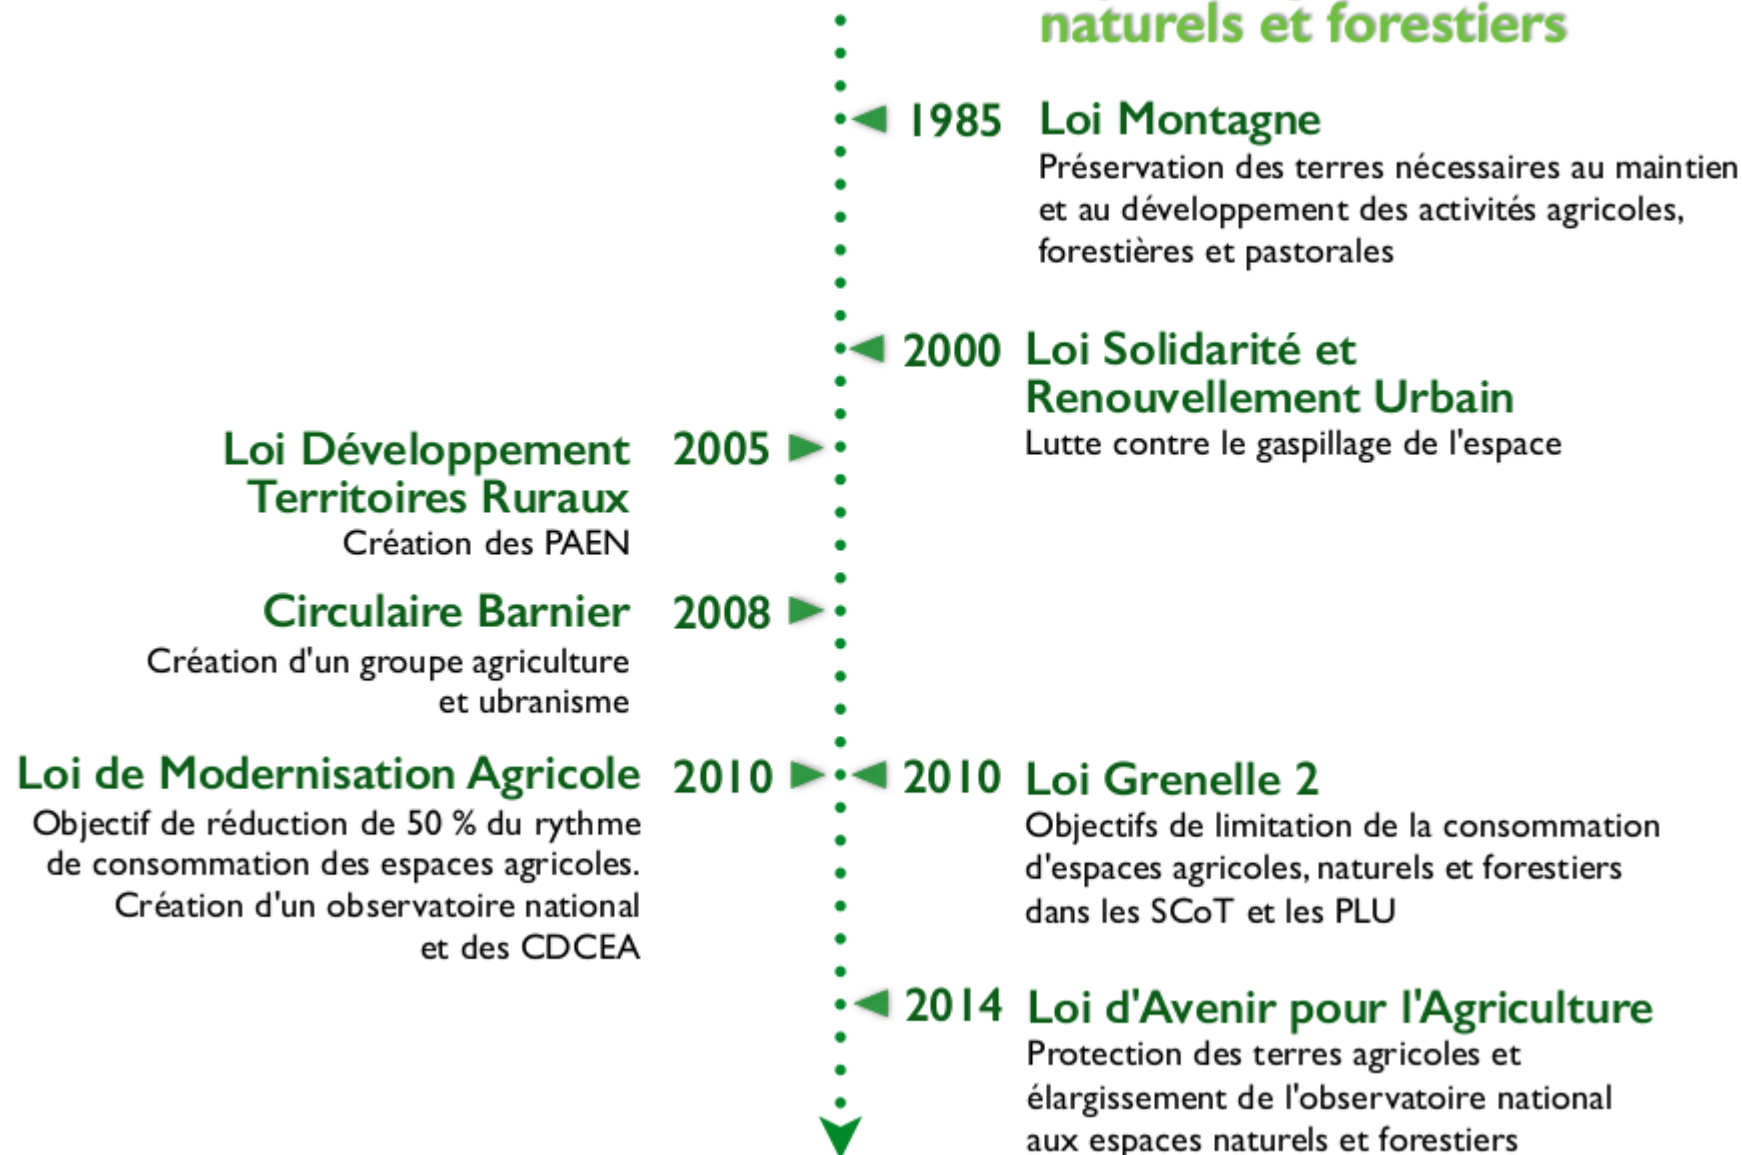 naturels et forestiers
1985 Loi Montagne
Préservation des terres nécessaires au maintien
et au développement des activités agricoles,
forestières et pastorales
2000 Loi Solidarité et
Renouvellement Urbain
Lutte contre le gaspillage de l'espace
Loi Développement 2005
Territoires Ruraux
Création des PAEN
Circulaire Barnier 2008
Création d'un groupe agriculture
et ubranisme
Loi de Modernisation Agricole 2010
Objectif de réduction de 50 % du rythme
de consommation des espaces agricoles.
Création d'un observatoire national
et des CDCEA
2010 Loi Grenelle 2
Objectifs de limitation de la consommation
d'espaces agricoles, naturels et forestiers
dans les SCoT et les PLU
2014 Loi d'Avenir pour l'Agriculture
Protection des terres agricoles et
élargissement de l'observatoire national
aux espaces naturels et forestiers